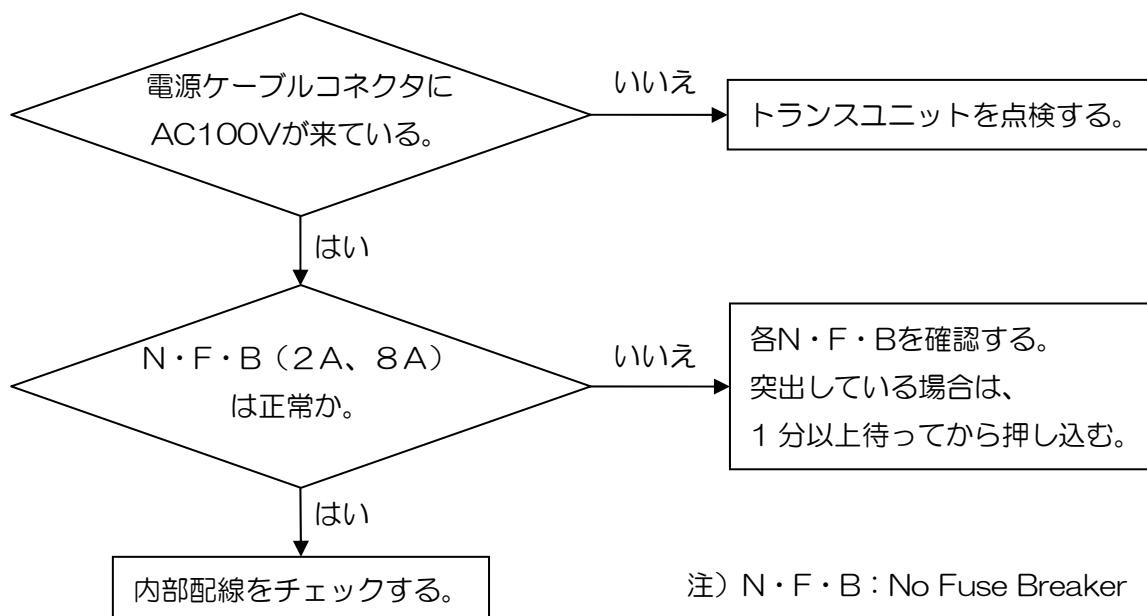 電源ケーブルコネクタに
AC100Vが来ている。
いいえ
トランスユニットを点検する。
はい
N・F・B（２A、８A）
は正常か。
いいえ
各N・F・Bを確認する。
突出している場合は、
１分以上待ってから押し込む。
はい
内部配線をチェックする。
注）N・F・B：No Fuse Breaker